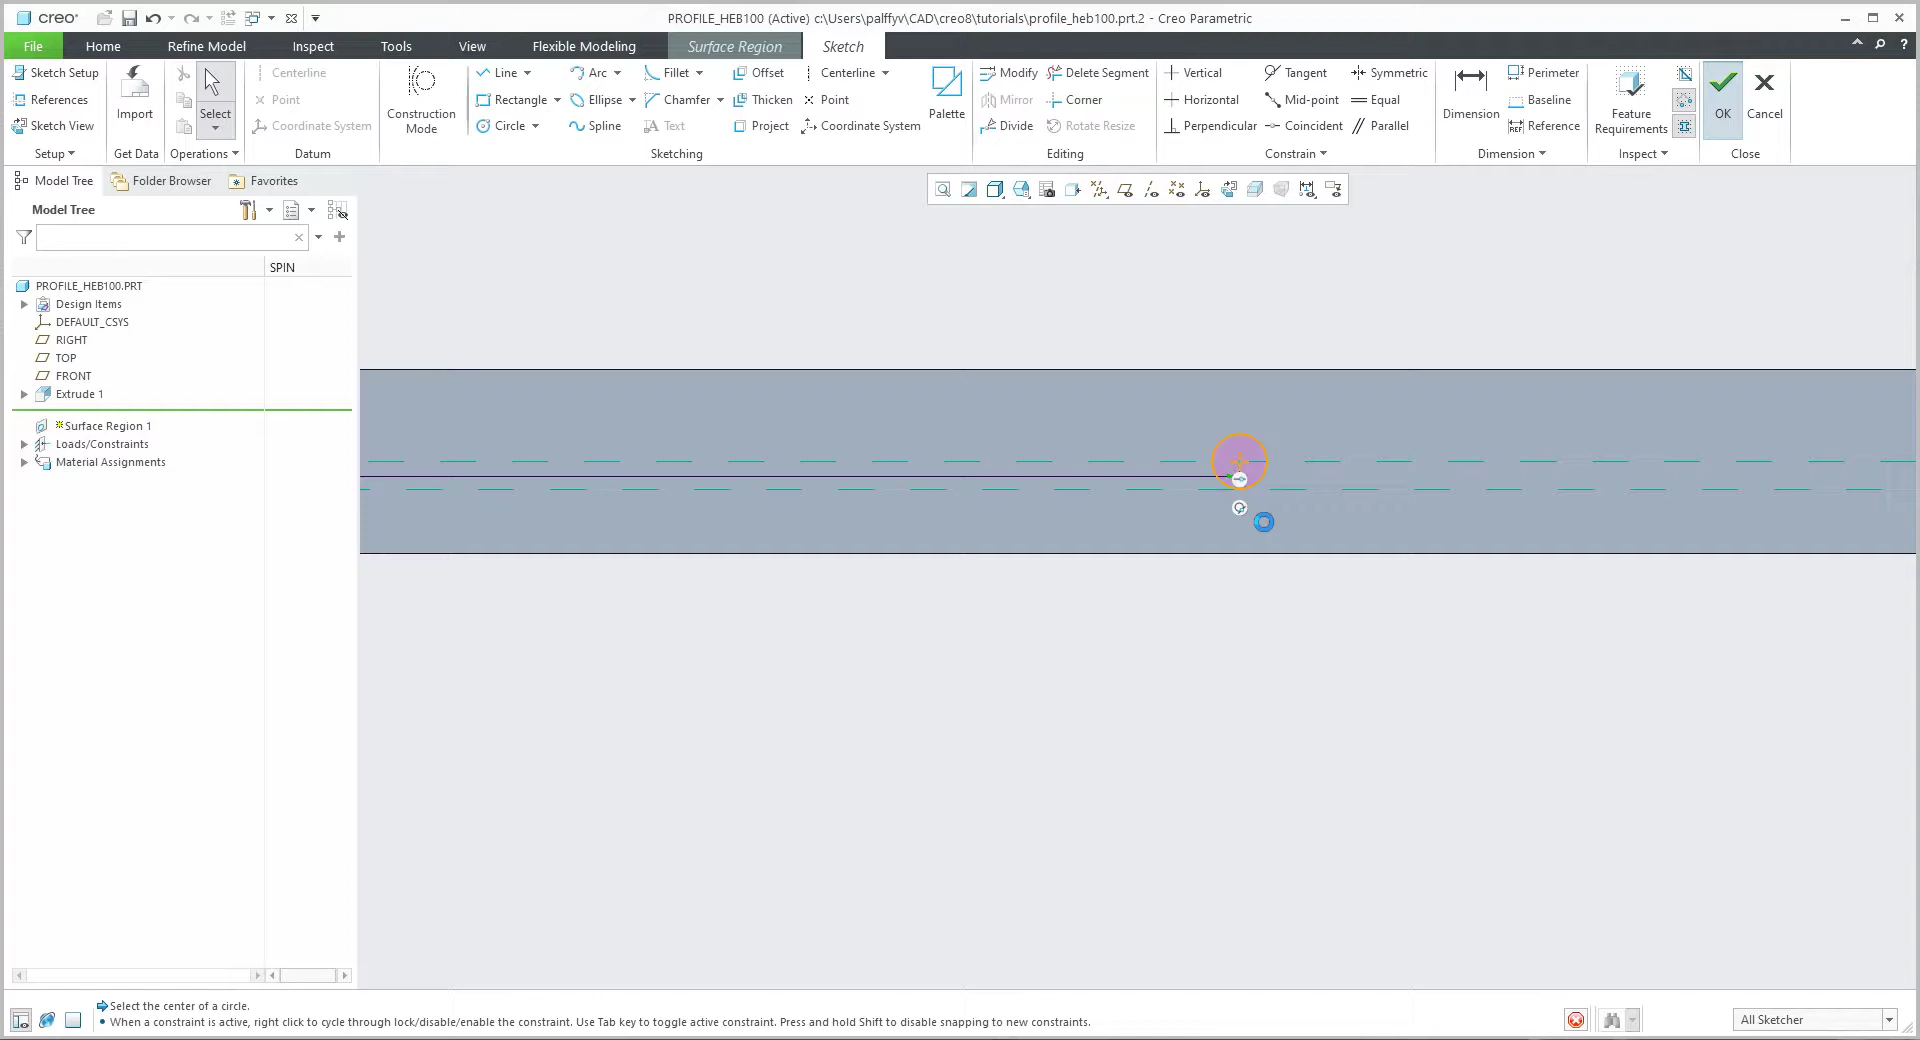 creo®
PROFILE_HEB100 (Active) c:\Users\palffyv\CAD\creo8\tutorials\profile_heb100.prt.2 - Creo Parametric
File Home Refine Model Inspect Tools View Flexible Modeling Surface Region Sketch
Sketch Setup
References
Sketch View
Setup
Import
Get Data
Select
Operations
Centerline
Point
Coordinate System
Datum
Construction
Mode
Line Arc Fillet Offset Centerline
Rectangle Ellipse Chamfer Thicken Point
Circle Spline Text Project Coordinate System
Palette
Sketching
Modify Delete Segment
Mirror Corner
Divide Rotate Resize
Editing
Vertical Tangent Symmetric
Horizontal Mid-point Equal
Perpendicular Coincident Parallel
Constrain
Dimension
Perimeter
Baseline
REF Reference
Dimension
Feature
Requirements
Inspect
OK
Cancel
Close
Model Tree Folder Browser Favorites
Model Tree
SPIN
PROFILE_HEB100.PRT
Design Items
DEFAULT_CSYS
RIGHT
TOP
FRONT
Extrude 1
Surface Region 1
Loads/Constraints
Material Assignments
Select the center of a circle.
• When a constraint is active, right click to cycle through lock/disable/enable the constraint. Use Tab key to toggle active constraint. Press and hold Shift to disable snapping to new constraints.
All Sketcher